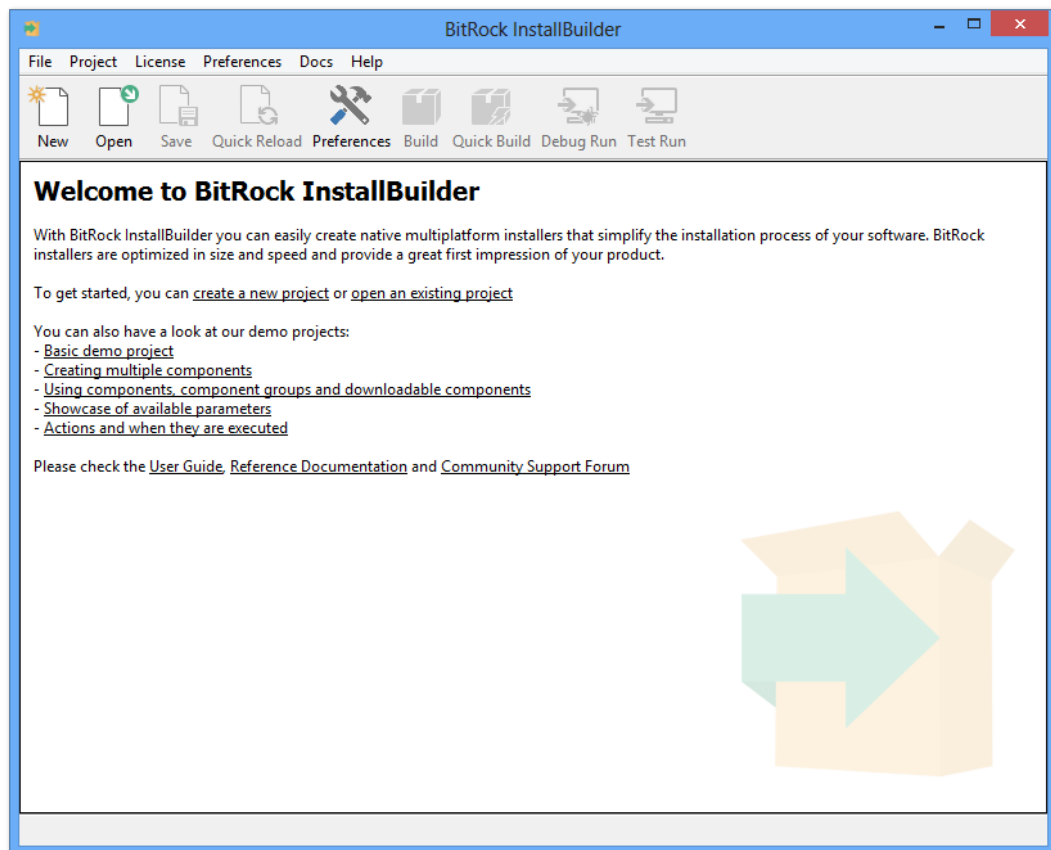 BitRock InstallBuilder
File Project License Preferences Docs Help
New Open Save Quick Reload Preferences Build Quick Build Debug Run Test Run
Welcome to BitRock InstallBuilder
With BitRock InstallBuilder you can easily create native multiplatform installers that simplify the installation process of your software. BitRock
installers are optimized in size and speed and provide a great first impression of your product.
To get started, you can create a new project or open an existing project
You can also have a look at our demo projects:
- Basic demo project
- Creating multiple components
- Using components, component groups and downloadable components
- Showcase of available parameters
- Actions and when they are executed
Please check the User Guide, Reference Documentation and Community Support Forum